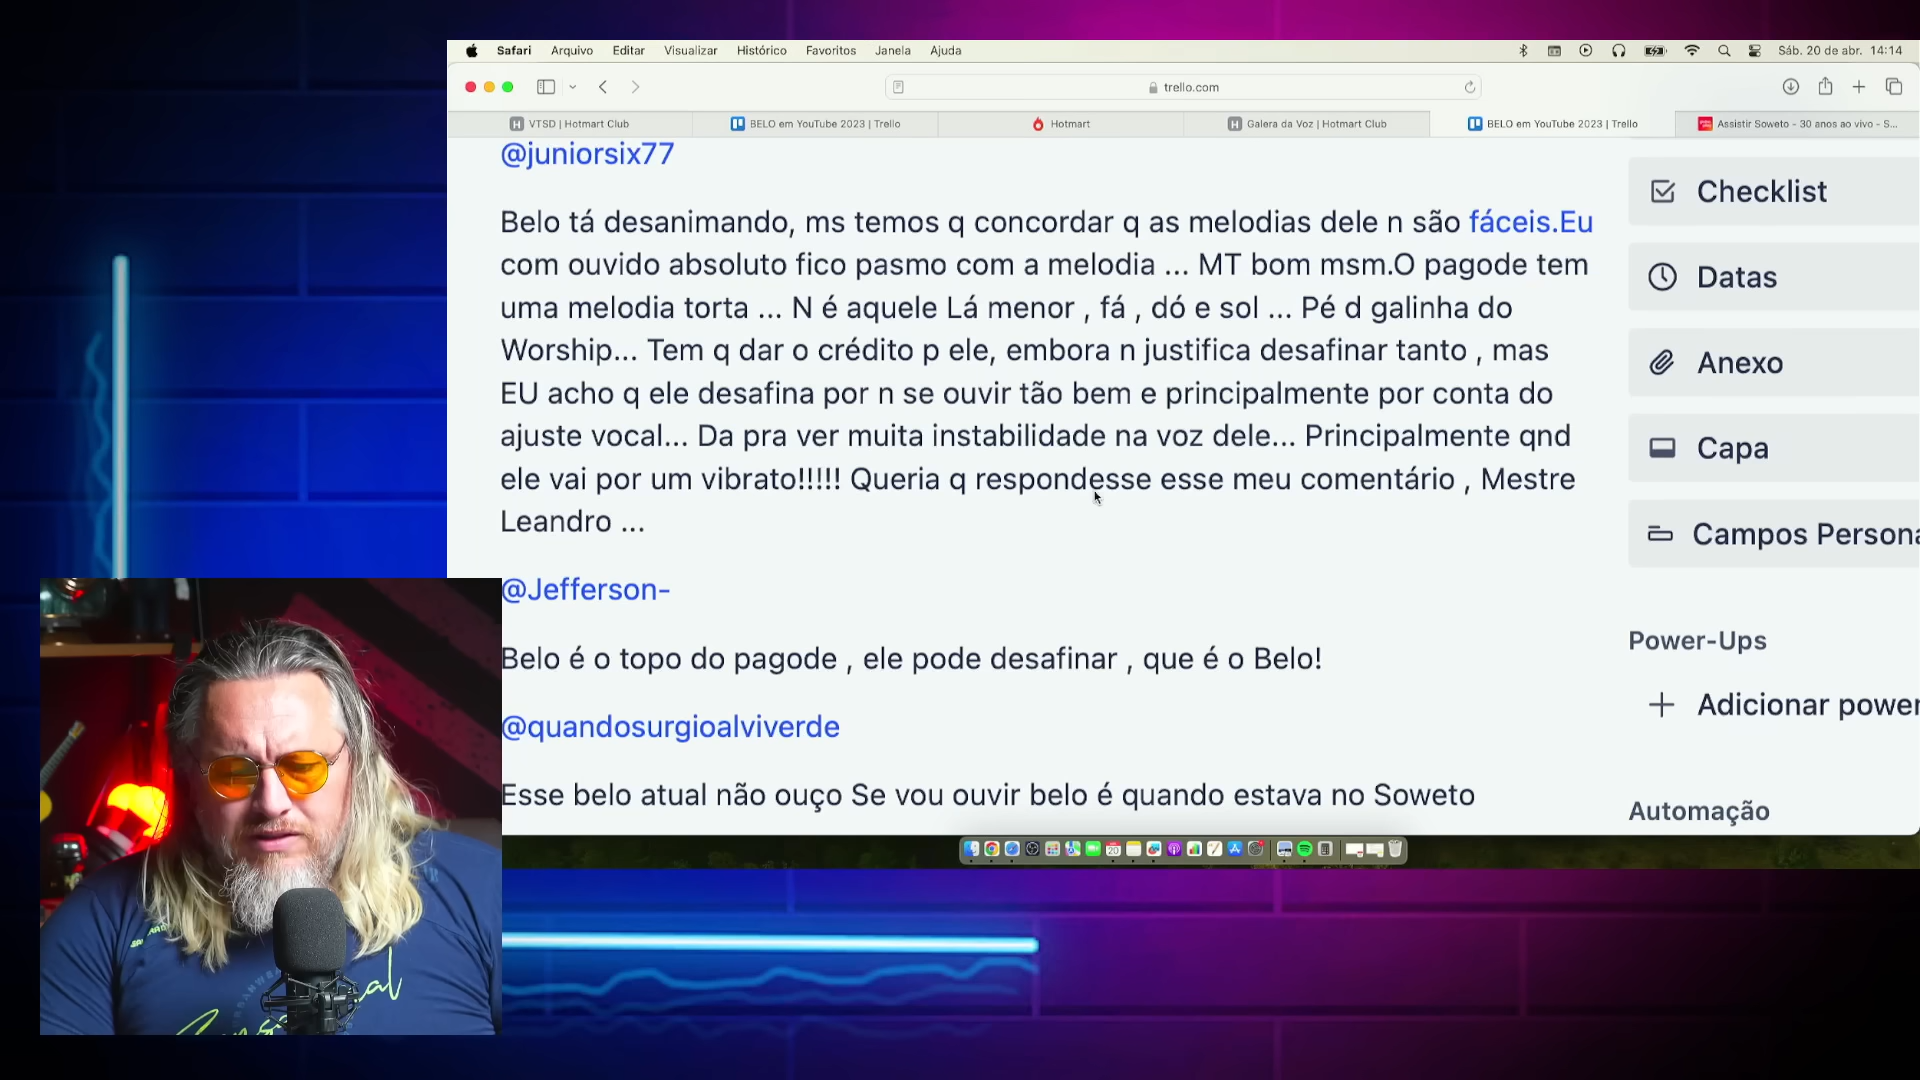 Safari Arquivo Editar Visualizar Histórico Favoritos Janela Ajuda
Sáb. 20 de abr. 14:14
trello.com
VTSD | Hotmart Club
BELO em YouTube 2023 | Trello
Hotmart
Galera da Voz | Hotmart Club
BELO em YouTube 2023 | Trello
Assistir Soweto - 30 anos ao vivo - S...
@juniorsix77
Belo tá desanimando, ms temos q concordar q as melodias dele n são fáceis.Eu
com ouvido absoluto fico pasmo com a melodia ... MT bom msm.O pagode tem
uma melodia torta ... N é aquele Lá menor , fá , dó e sol ... Pé d galinha do
Worship... Tem q dar o crédito p ele, embora n justifica desafinar tanto , mas
EU acho q ele desafina por n se ouvir tão bem e principalmente por conta do
ajuste vocal... Da pra ver muita instabilidade na voz dele... Principalmente qnd
ele vai por um vibrato!!!!! Queria q respondesse esse meu comentário , Mestre
Leandro ...
@Jefferson-
Belo é o topo do pagode , ele pode desafinar , que é o Belo!
@quandosurgioalviverde
Esse belo atual não ouço Se vou ouvir belo é quando estava no Soweto
Checklist
Datas
Anexo
Capa
Campos Persona
Power-Ups
Adicionar power
Automação